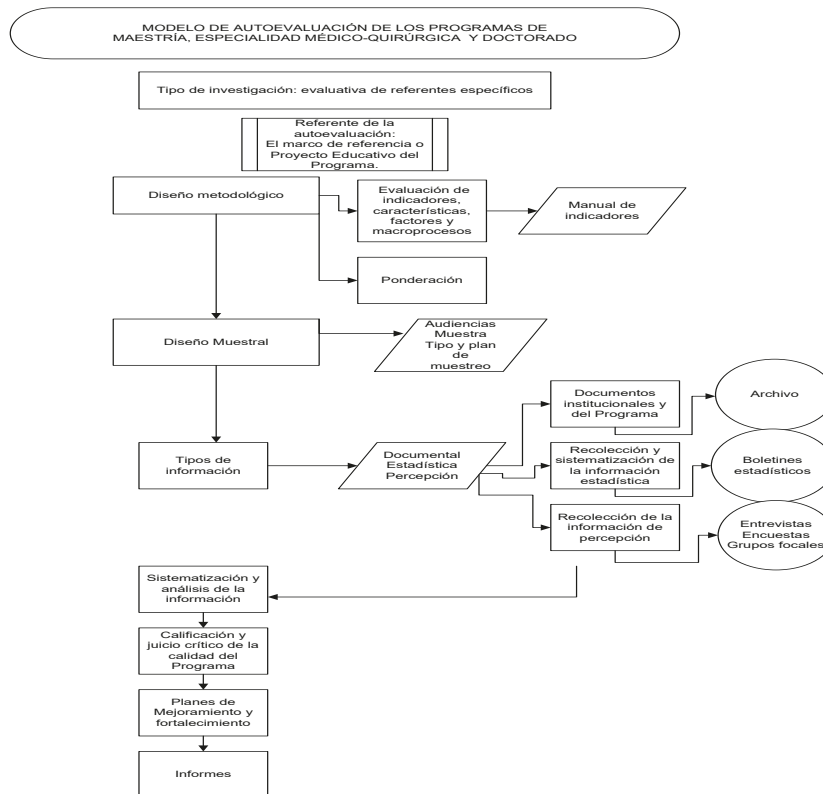 MODELO DE AUTOEVALUACIÓN DE LOS PROGRAMAS DE
MAESTRÍA, ESPECIALIDAD MÉDICO-QUIRÚRGICA Y DOCTORADO
Tipo de investigación: evaluativa de referentes específicos
Referente de la
autoevaluación:
El marco de referencia o
Proyecto Educativo del
Programa.
Diseño metodológico
Evaluación de
indicadores,
características,
factores y
macroprocesos
Manual de
indicadores
Ponderación
Diseño Muestral
Audiencias
Muestra
Tipo y plan
de
muestreo
Tipos de
información
Documental
Estadística
Percepción
Documentos
institucionales y
del Programa
Archivo
Recolección y
sistematización de
la información
estadística
Boletines
estadísticos
Recolección de la
información de
percepción
Entrevistas
Encuestas
Grupos focales
Sistematización y
análisis de la
información
Calificación y
juicio crítico de la
calidad del
Programa
Planes de
Mejoramiento y
fortalecimiento
Informes